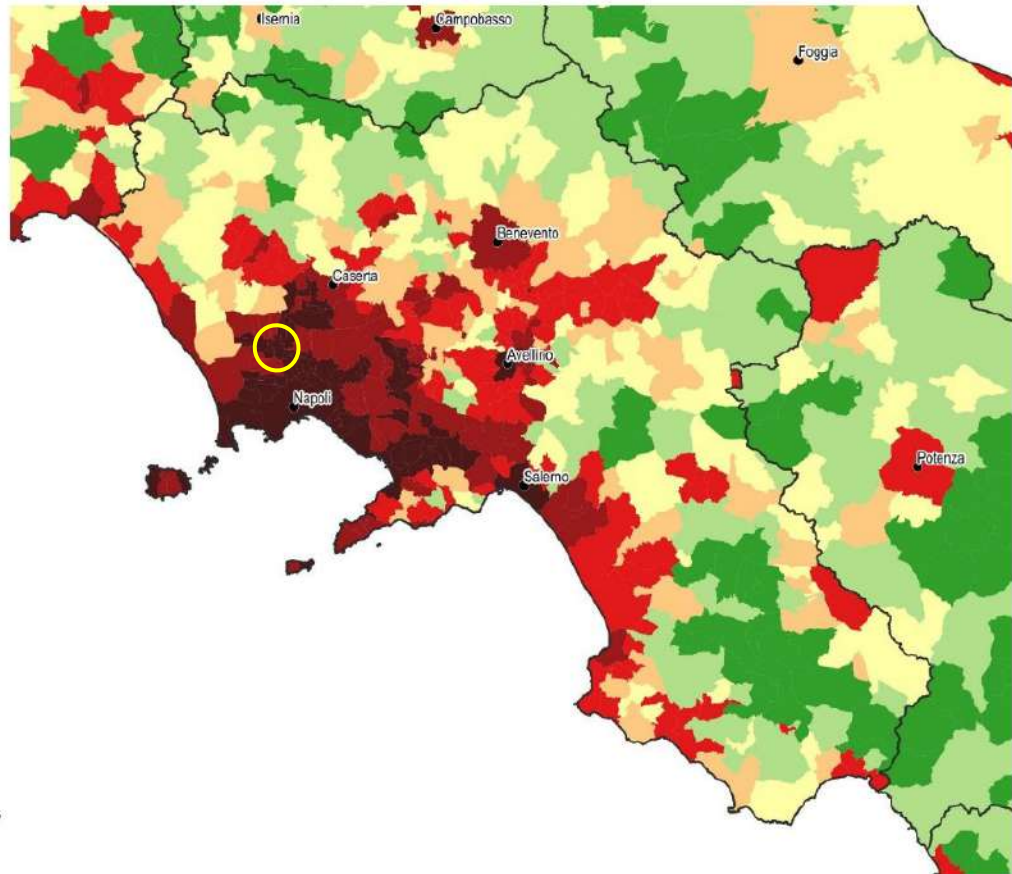 Isernia
Campobasso
Foggia
Benevento
Caserta
Avellino
Napoli
Potenza
Salerno